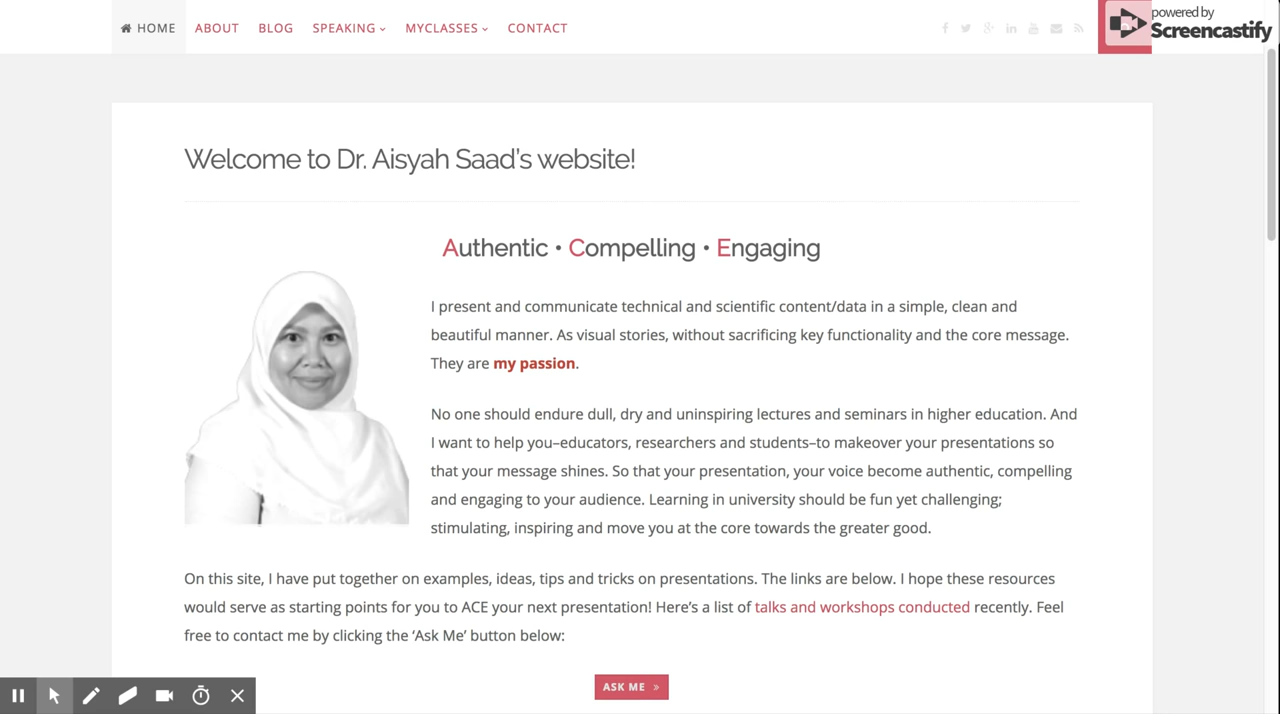 HOME ABOUT BLOG SPEAKING MYCLASSES CONTACT
powered by
Screencastify
Welcome to Dr. Aisyah Saad's website!
Authentic • Compelling • Engaging
I present and communicate technical and scientific content/data in a simple, clean and
beautiful manner. As visual stories, without sacrificing key functionality and the core message.
They are my passion.
No one should endure dull, dry and uninspiring lectures and seminars in higher education. And
I want to help you–educators, researchers and students–to makeover your presentations so
that your message shines. So that your presentation, your voice become authentic, compelling
and engaging to your audience. Learning in university should be fun yet challenging;
stimulating, inspiring and move you at the core towards the greater good.
On this site, I have put together on examples, ideas, tips and tricks on presentations. The links are below. I hope these resources
would serve as starting points for you to ACE your next presentation! Here's a list of talks and workshops conducted recently. Feel
free to contact me by clicking the 'Ask Me' button below:
ASK ME »